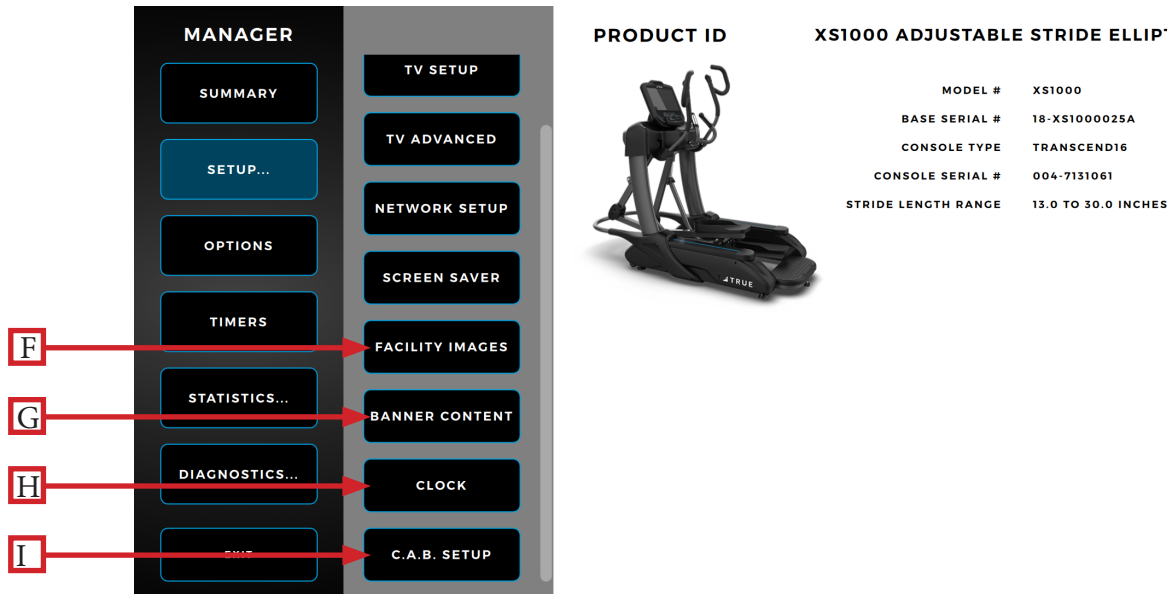 MANAGER
SUMMARY
SETUP...
OPTIONS
TIMERS
STATISTICS...
DIAGNOSTICS...
EXIT
TV SETUP
TV ADVANCED
NETWORK SETUP
SCREEN SAVER
FACILITY IMAGES
BANNER CONTENT
CLOCK
C.A.B. SETUP
F
G
H
I
PRODUCT ID
XS1000 ADJUSTABLE STRIDE ELLIPT
MODEL # XS1000
BASE SERIAL # 18-XS1000025A
CONSOLE TYPE TRANSCEND16
CONSOLE SERIAL # 004-7131061
STRIDE LENGTH RANGE 13.0 TO 30.0 INCHES
TRUE